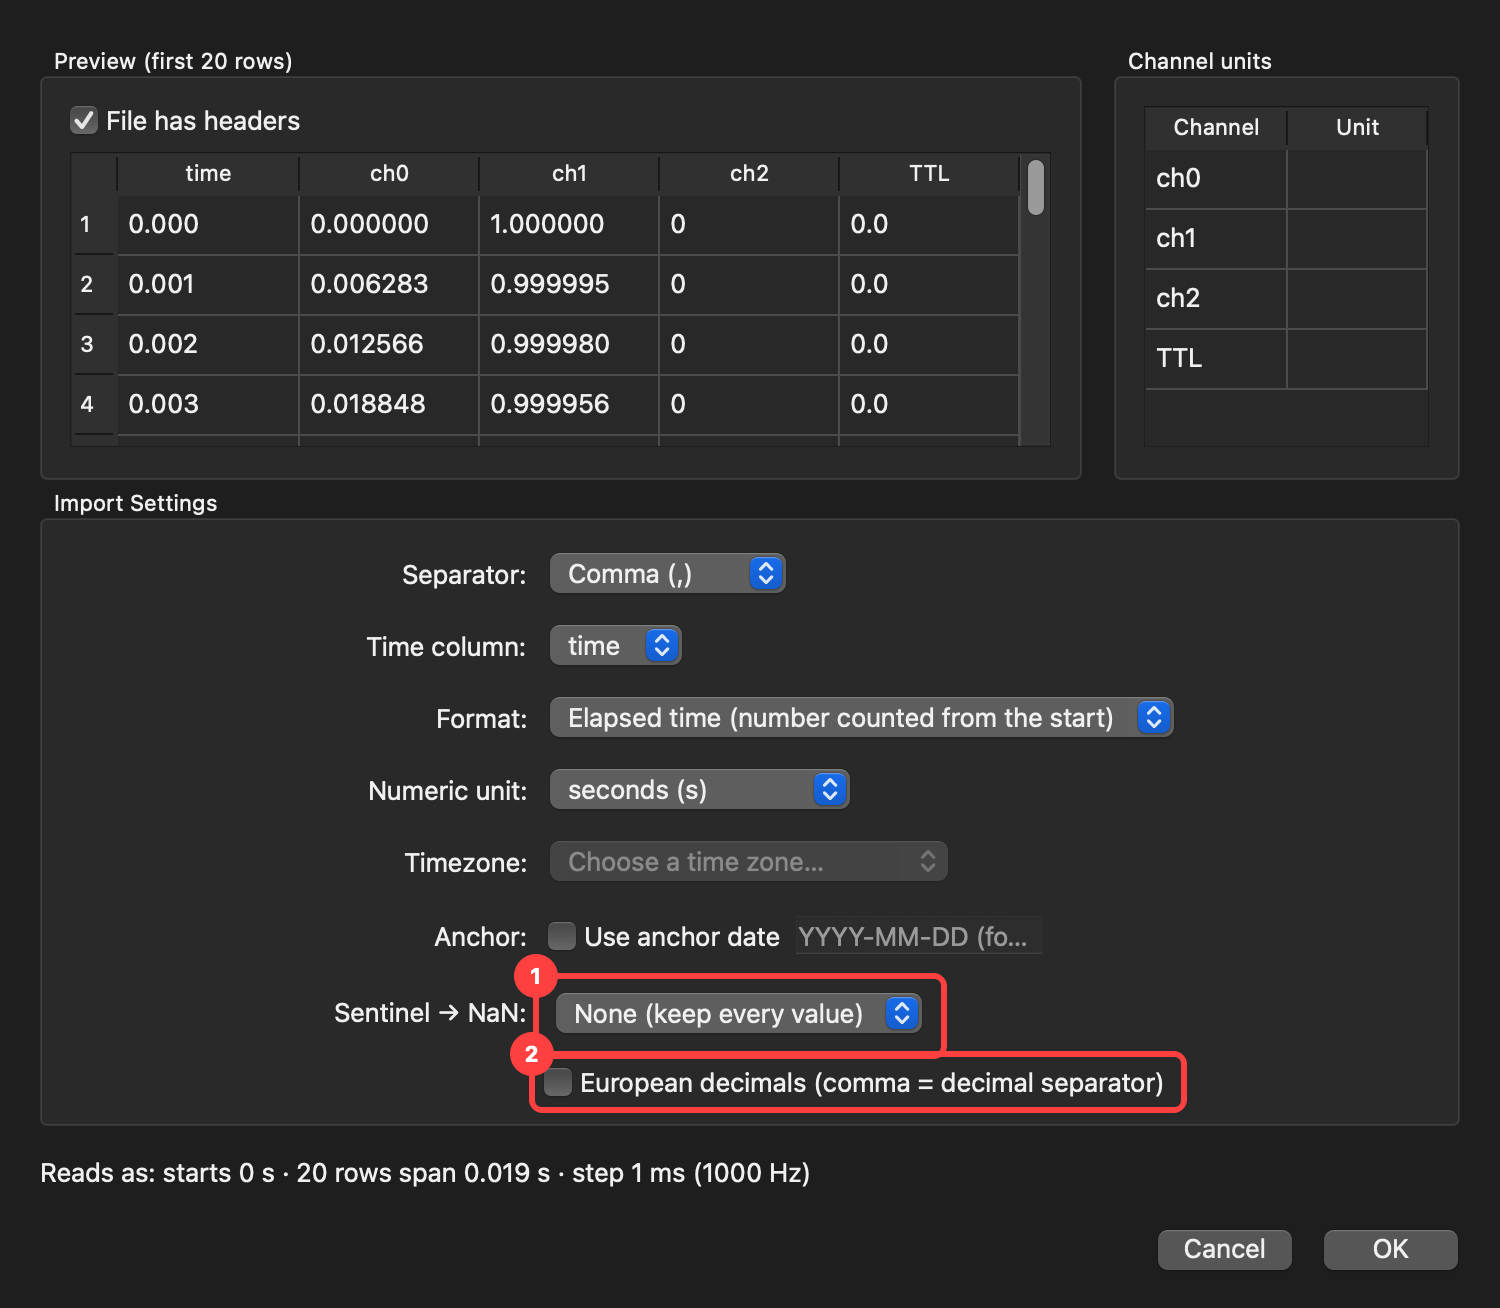 Preview (first 20 rows)
File has headers
time ch0 ch1 ch2 TTL
1 0.000 0.000000 1.000000 0 0.0
2 0.001 0.006283 0.999995 0 0.0
3 0.002 0.012566 0.999980 0 0.0
4 0.003 0.018848 0.999956 0 0.0
Channel units
Channel Unit
ch0
ch1
ch2
TTL
Import Settings
Separator: Comma (,)
Time column: time
Format: Elapsed time (number counted from the start)
Numeric unit: seconds (s)
Timezone: Choose a time zone...
Anchor: Use anchor date YYYY-MM-DD (fo...
1
Sentinel → NaN: None (keep every value)
2
European decimals (comma = decimal separator)
Reads as: starts 0 s · 20 rows span 0.019 s · step 1 ms (1000 Hz)
Cancel OK